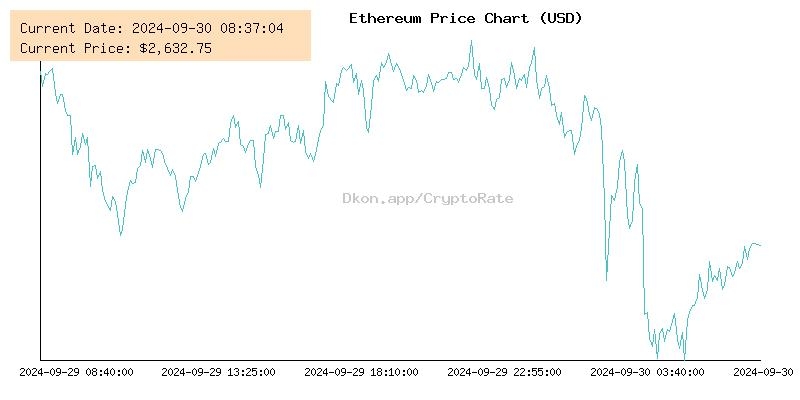 Ethereum Price Chart (USD)
Current Date: 2024-09-30 08:37:04
Current Price: $2,632.75
Dkon.app/CryptoRate
2024-09-29 08:40:00 2024-09-29 13:25:00 2024-09-29 18:10:00 2024-09-29 22:55:00 2024-09-30 03:40:00 2024-09-30